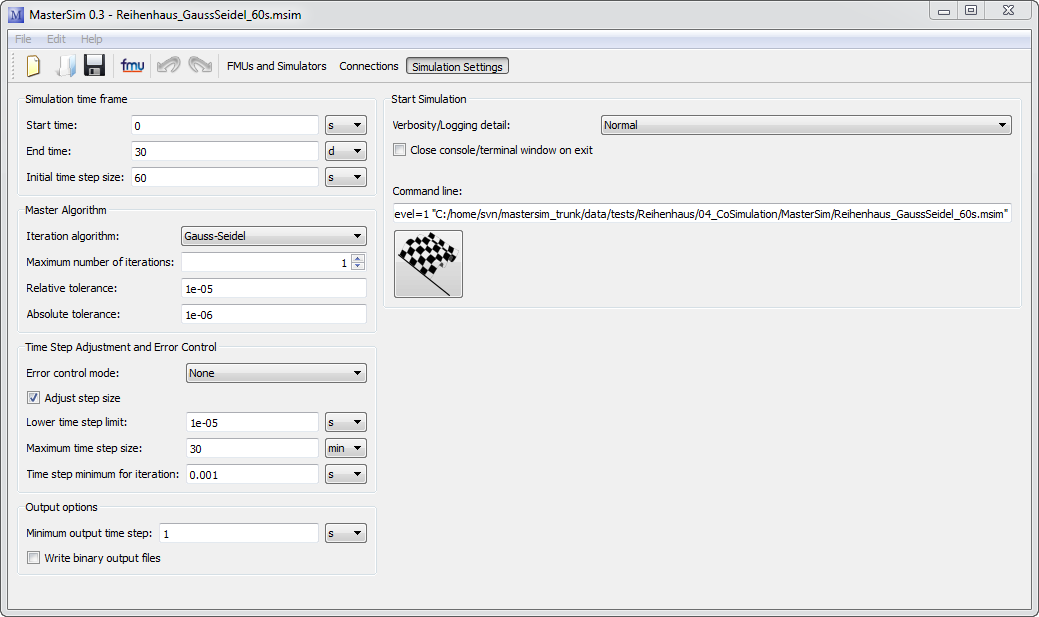 MasterSim 0.3 - Reihenhaus_GaussSeidel_60s.msim
File Edit Help
fmu FMUs and Simulators Connections Simulation Settings
Simulation time frame
Start time: 0 s
End time: 30 d
Initial time step size: 60 s
Master Algorithm
Iteration algorithm: Gauss-Seidel
Maximum number of iterations: 1
Relative tolerance: 1e-05
Absolute tolerance: 1e-06
Time Step Adjustment and Error Control
Error control mode: None
Adjust step size
Lower time step limit: 1e-05 s
Maximum time step size: 30 min
Time step minimum for iteration: 0.001 s
Output options
Minimum output time step: 1 s
Write binary output files
Start Simulation
Verbosity/Logging detail: Normal
Close console/terminal window on exit
Command line:
evel=1 "C:/home/svn/mastersim_trunk/data/tests/Reihenhaus/04_CoSimulation/MasterSim/Reihenhaus_GaussSeidel_60s.msim"